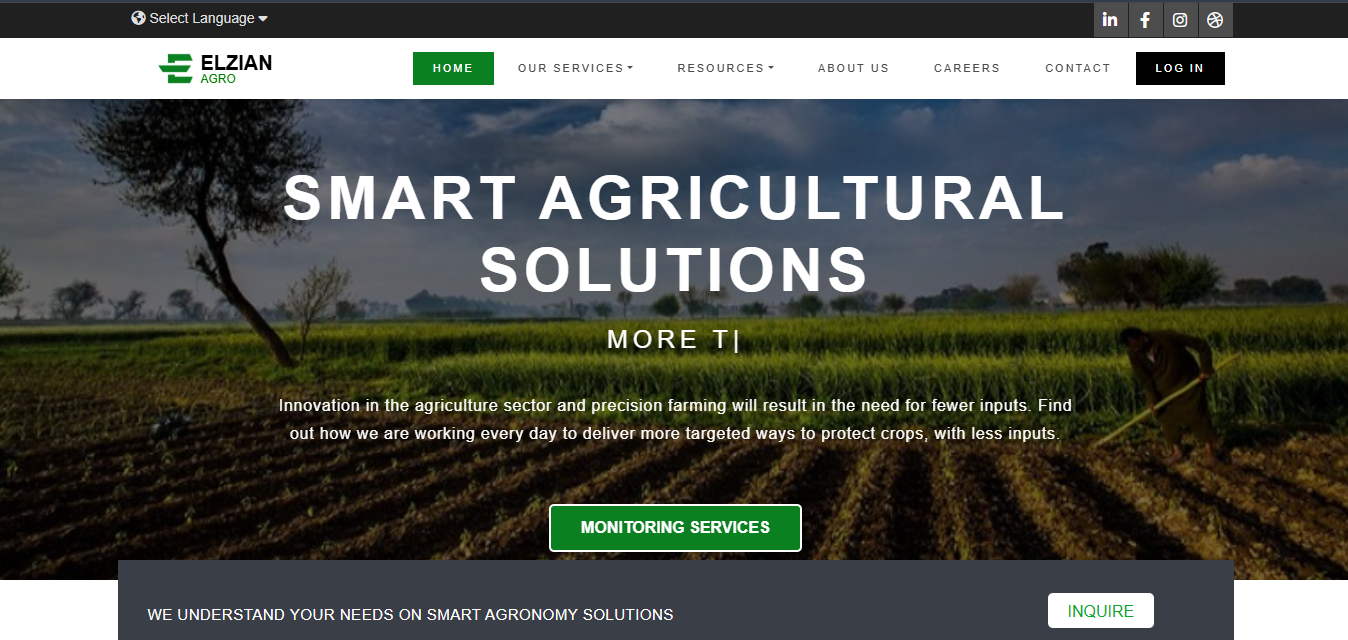 Select Language
ELZIAN
AGRO
HOME
OUR SERVICES
RESOURCES
ABOUT US
CAREERS
CONTACT
LOG IN
SMART AGRICULTURAL
SOLUTIONS
MORE T|
Innovation in the agriculture sector and precision farming will result in the need for fewer inputs. Find
out how we are working every day to deliver more targeted ways to protect crops, with less inputs.
MONITORING SERVICES
WE UNDERSTAND YOUR NEEDS ON SMART AGRONOMY SOLUTIONS
INQUIRE